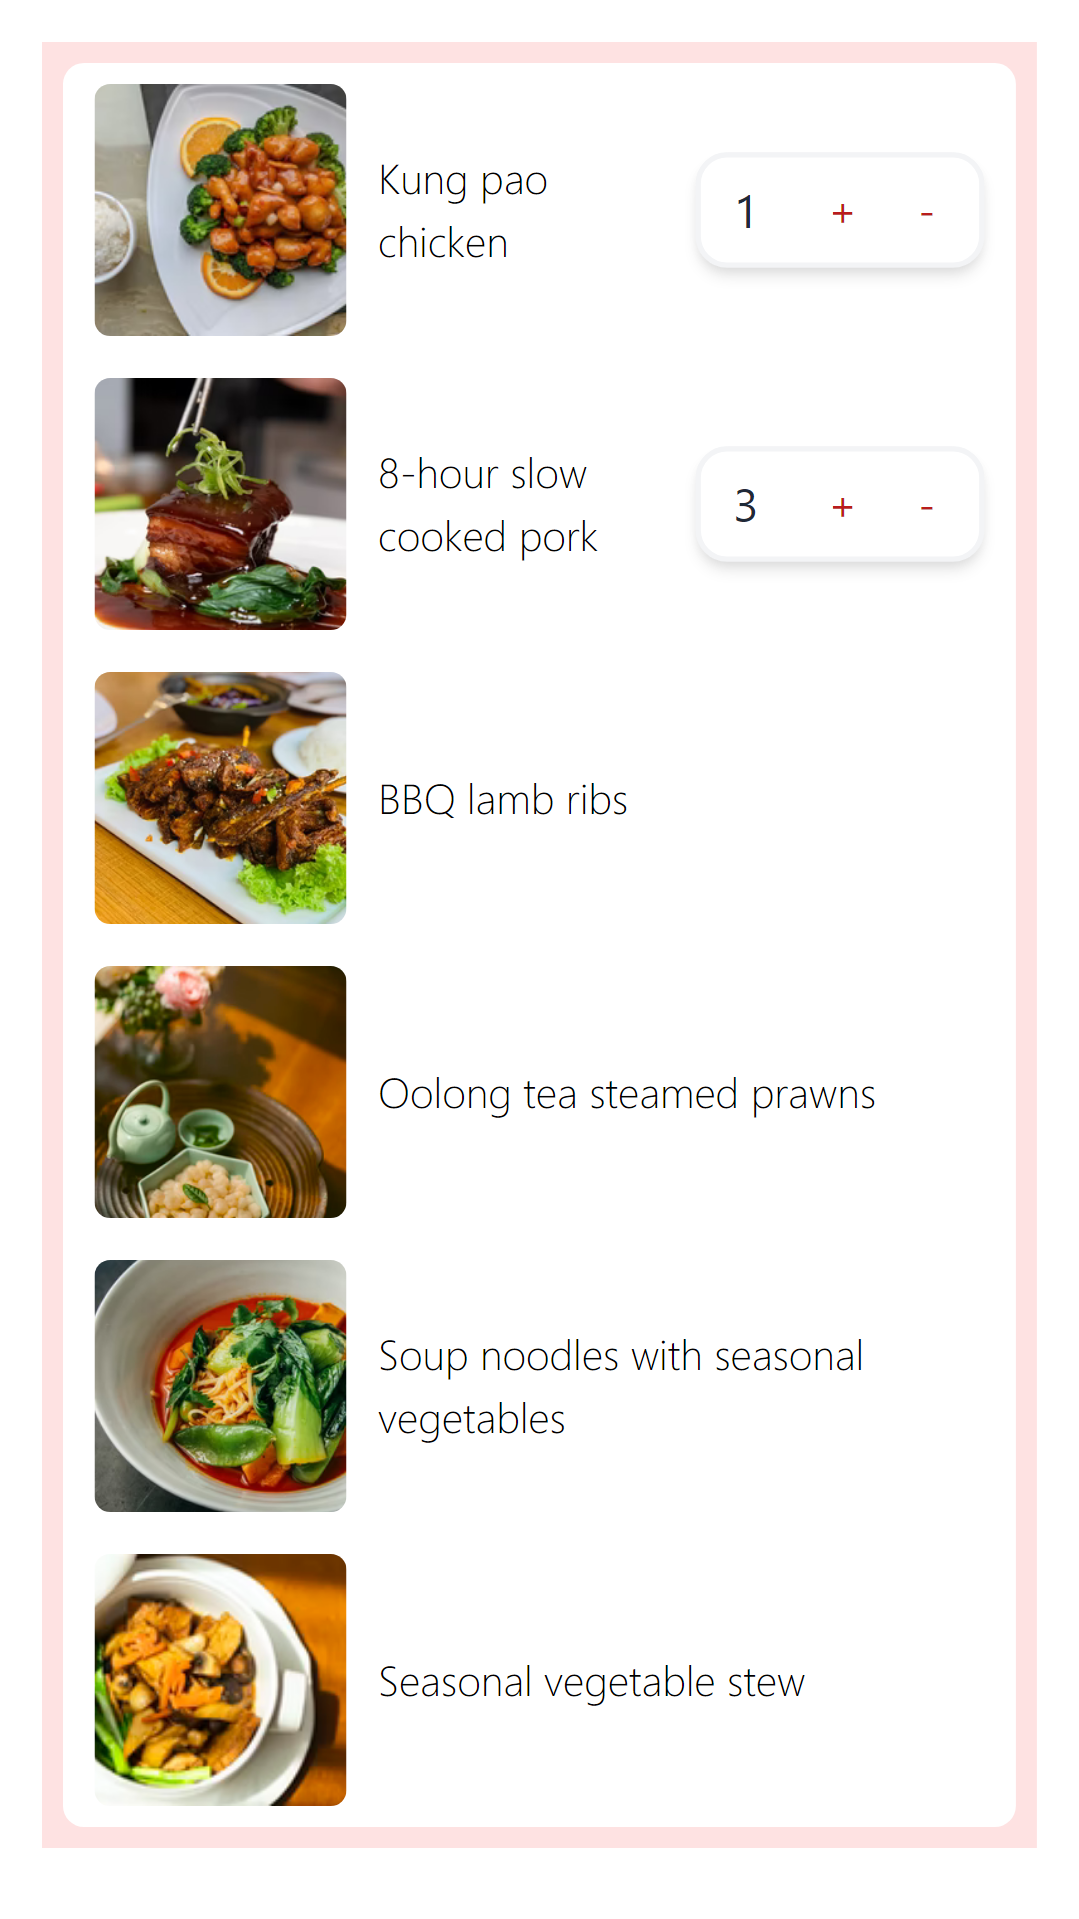 Kung pao
chicken
1 + -
8-hour slow
cooked pork
3 + -
BBQ lamb ribs
Oolong tea steamed prawns
Soup noodles with seasonal
vegetables
Seasonal vegetable stew